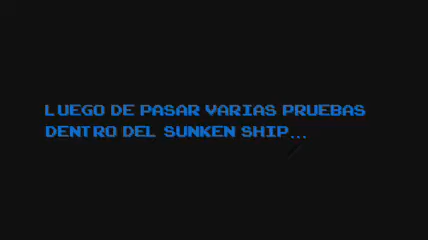 LUEGO DE PASAR VARIAS PRUEBAS
DENTRO DEL SUNKEN SHIP...